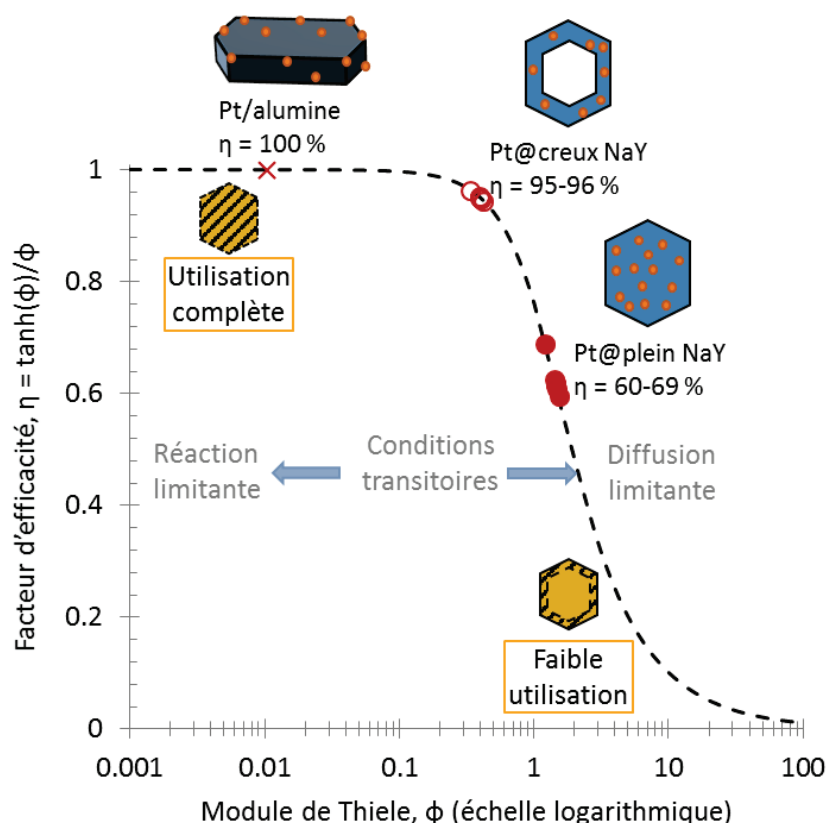 Pt/alumine
η = 100 %
Pt@creux NaY
η = 95-96 %
Utilisation
complète
Pt@plein NaY
η = 60-69 %
Réaction
limitante
Conditions
transitoires
Diffusion
limitante
Faible
utilisation
Facteur d’efficacité, η = tanh(ϕ)/ϕ
1
0.8
0.6
0.4
0.2
0
0.001
0.01
0.1
1
10
100
Module de Thiele, ϕ (échelle logarithmique)